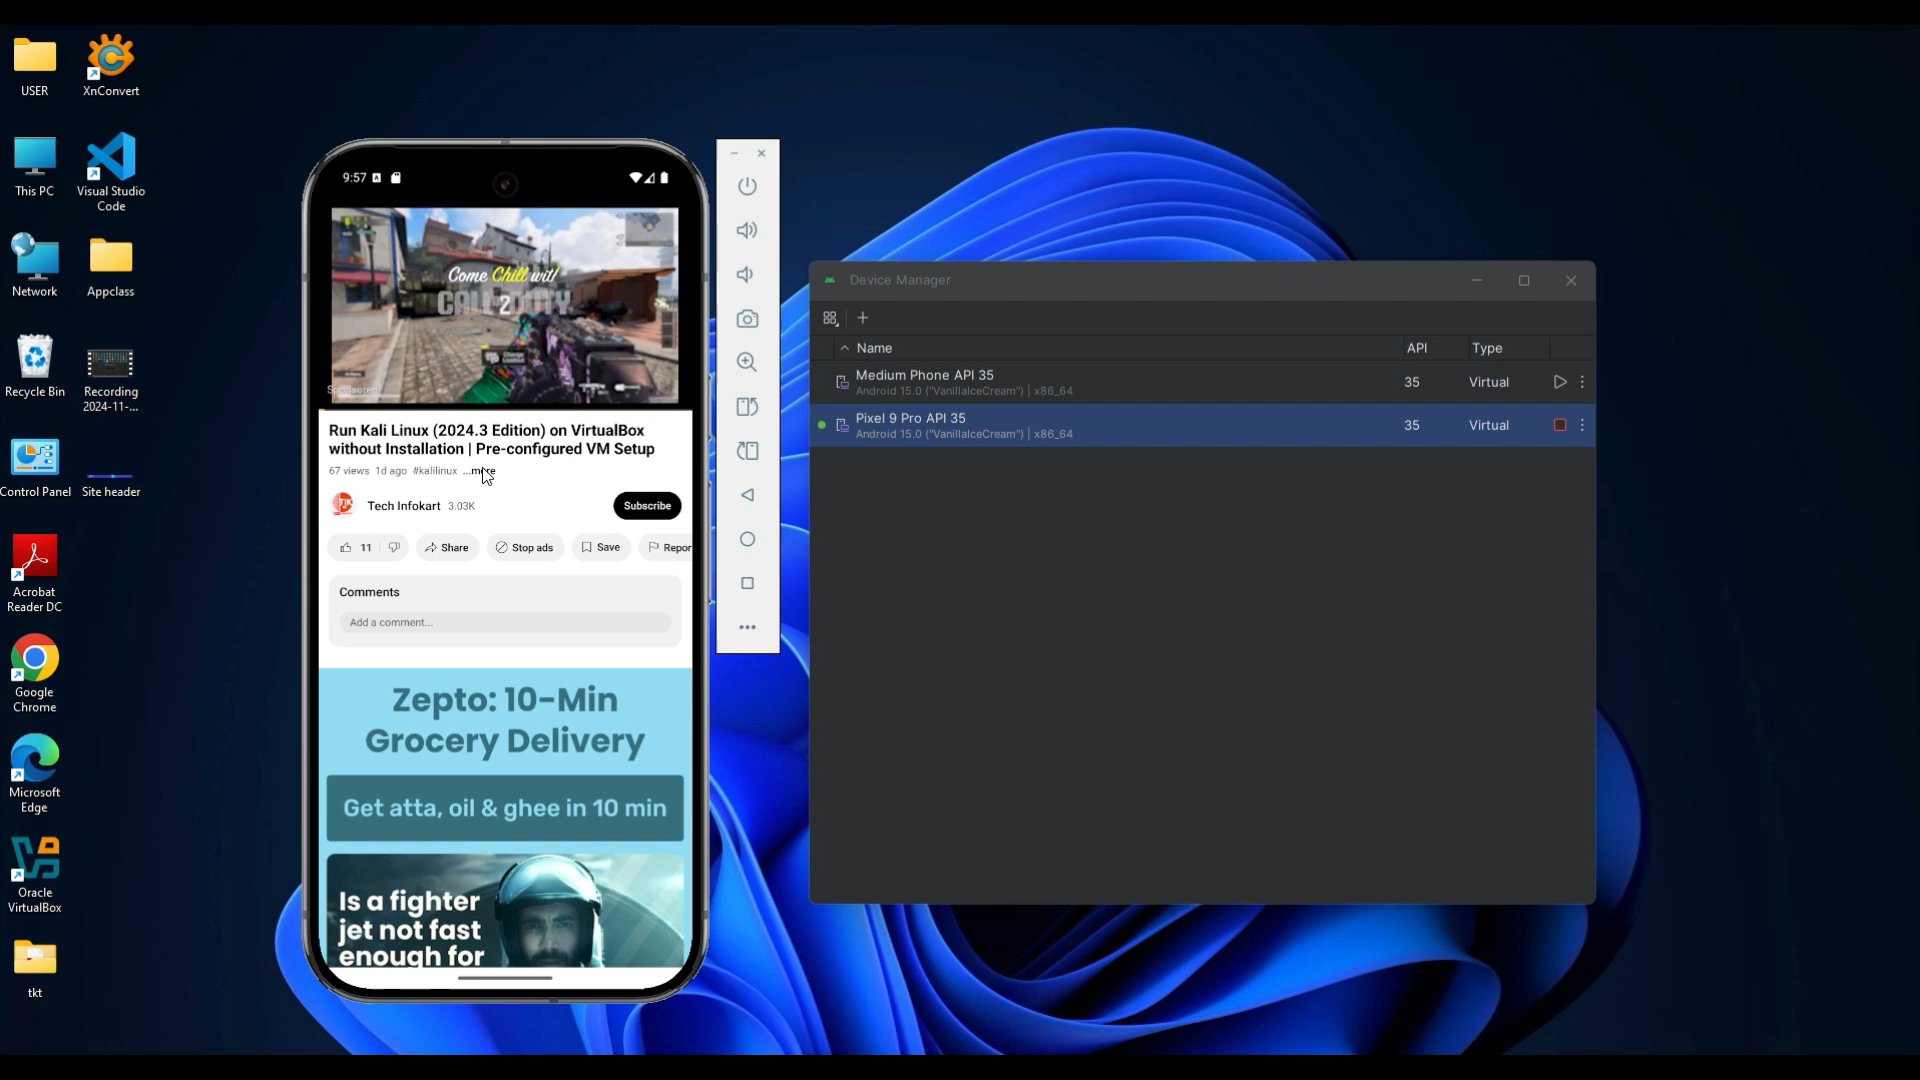 USER
XnConvert
This PC
Visual Studio
Code
Network
Appclass
Recycle Bin
Recording
2024-11-...
Control Panel
Site header
Acrobat
Reader DC
Google
Chrome
Microsoft
Edge
Oracle
VirtualBox
tkt
9:57
Come Chill wit/
CALL 2 DUTY
Sponsored
Run Kali Linux (2024.3 Edition) on VirtualBox
without Installation | Pre-configured VM Setup
67 views 1d ago #kalilinux ...more
Tech Infokart 3.03K
Subscribe
11
Share
Stop ads
Save
Repor
Comments
Add a comment...
Zepto: 10-Min
Grocery Delivery
Get atta, oil & ghee in 10 min
Is a fighter
jet not fast
enough for
Device Manager
Name API Type
Medium Phone API 35
Android 15.0 ("VanillaIceCream") | x86_64
35 Virtual
Pixel 9 Pro API 35
Android 15.0 ("VanillaIceCream") | x86_64
35 Virtual